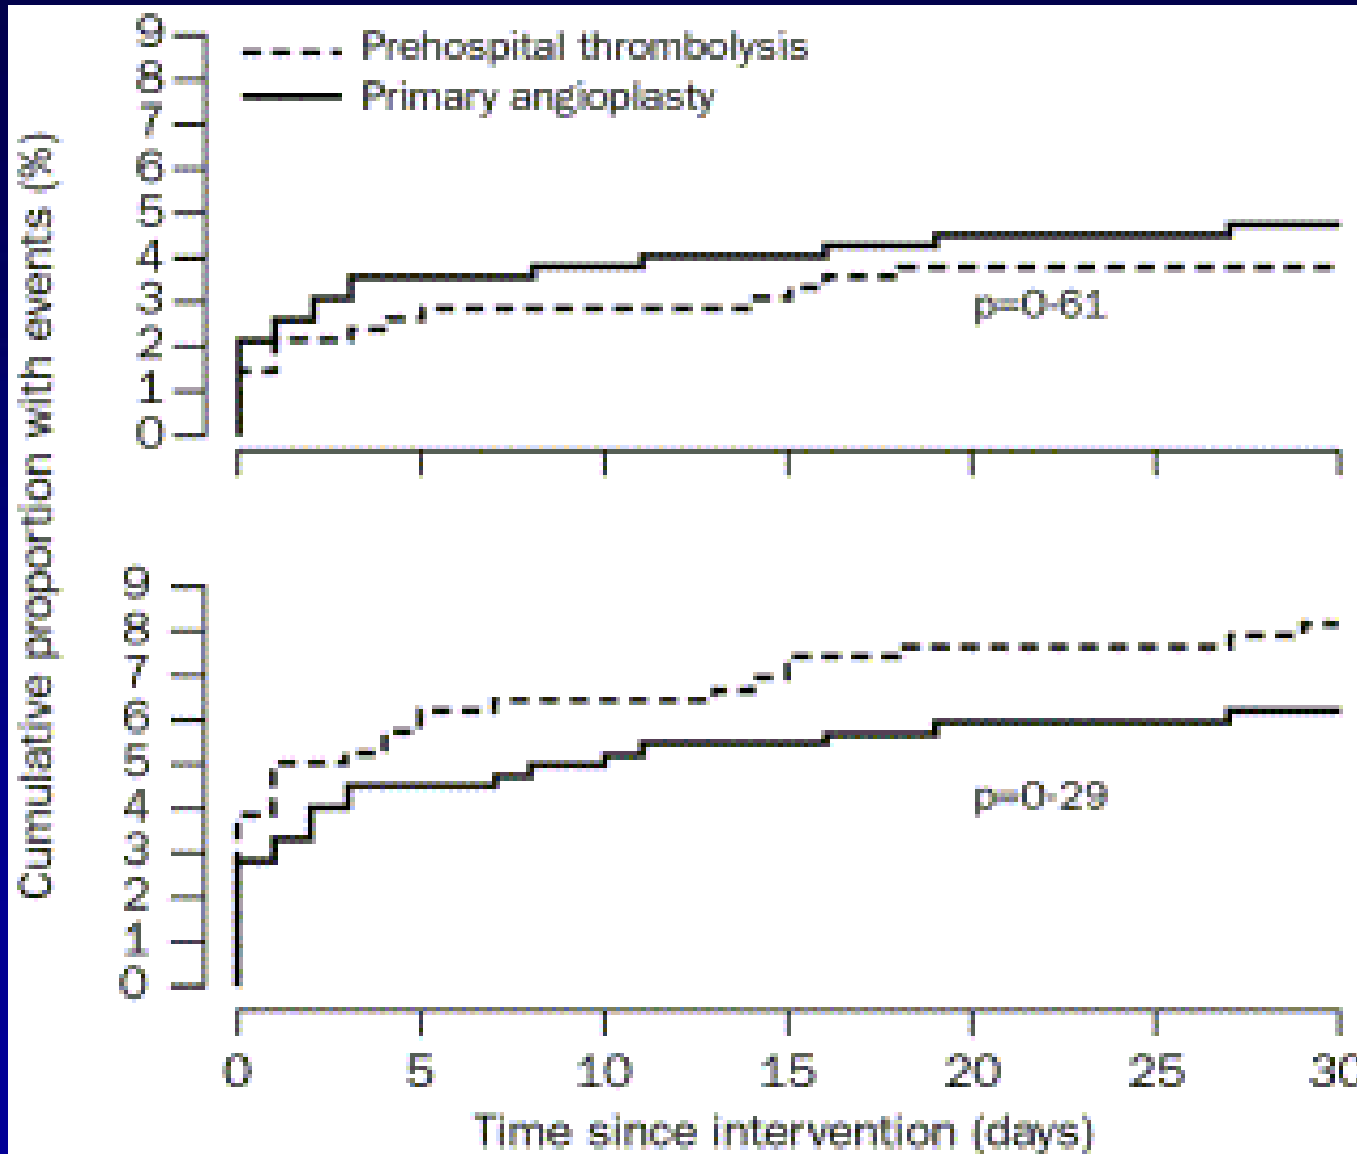 Cumulative proportion with events (%)
9
8
7
6
5
4
3
2
1
0
Prehospital thrombolysis
Primary angioplasty
p=0·61
9
8
7
6
5
4
3
2
1
0
p=0·29
0 5 10 15 20 25 30
Time since intervention (days)